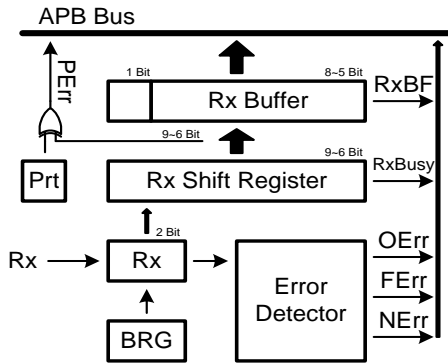 APB Bus
PErr
1 Bit
8~5 Bit
Rx Buffer
RxBF
9~6 Bit
9~6 Bit
Prt
Rx Shift Register
RxBusy
2 Bit
Rx
Rx
OErr
Error
Detector
FErr
NErr
BRG